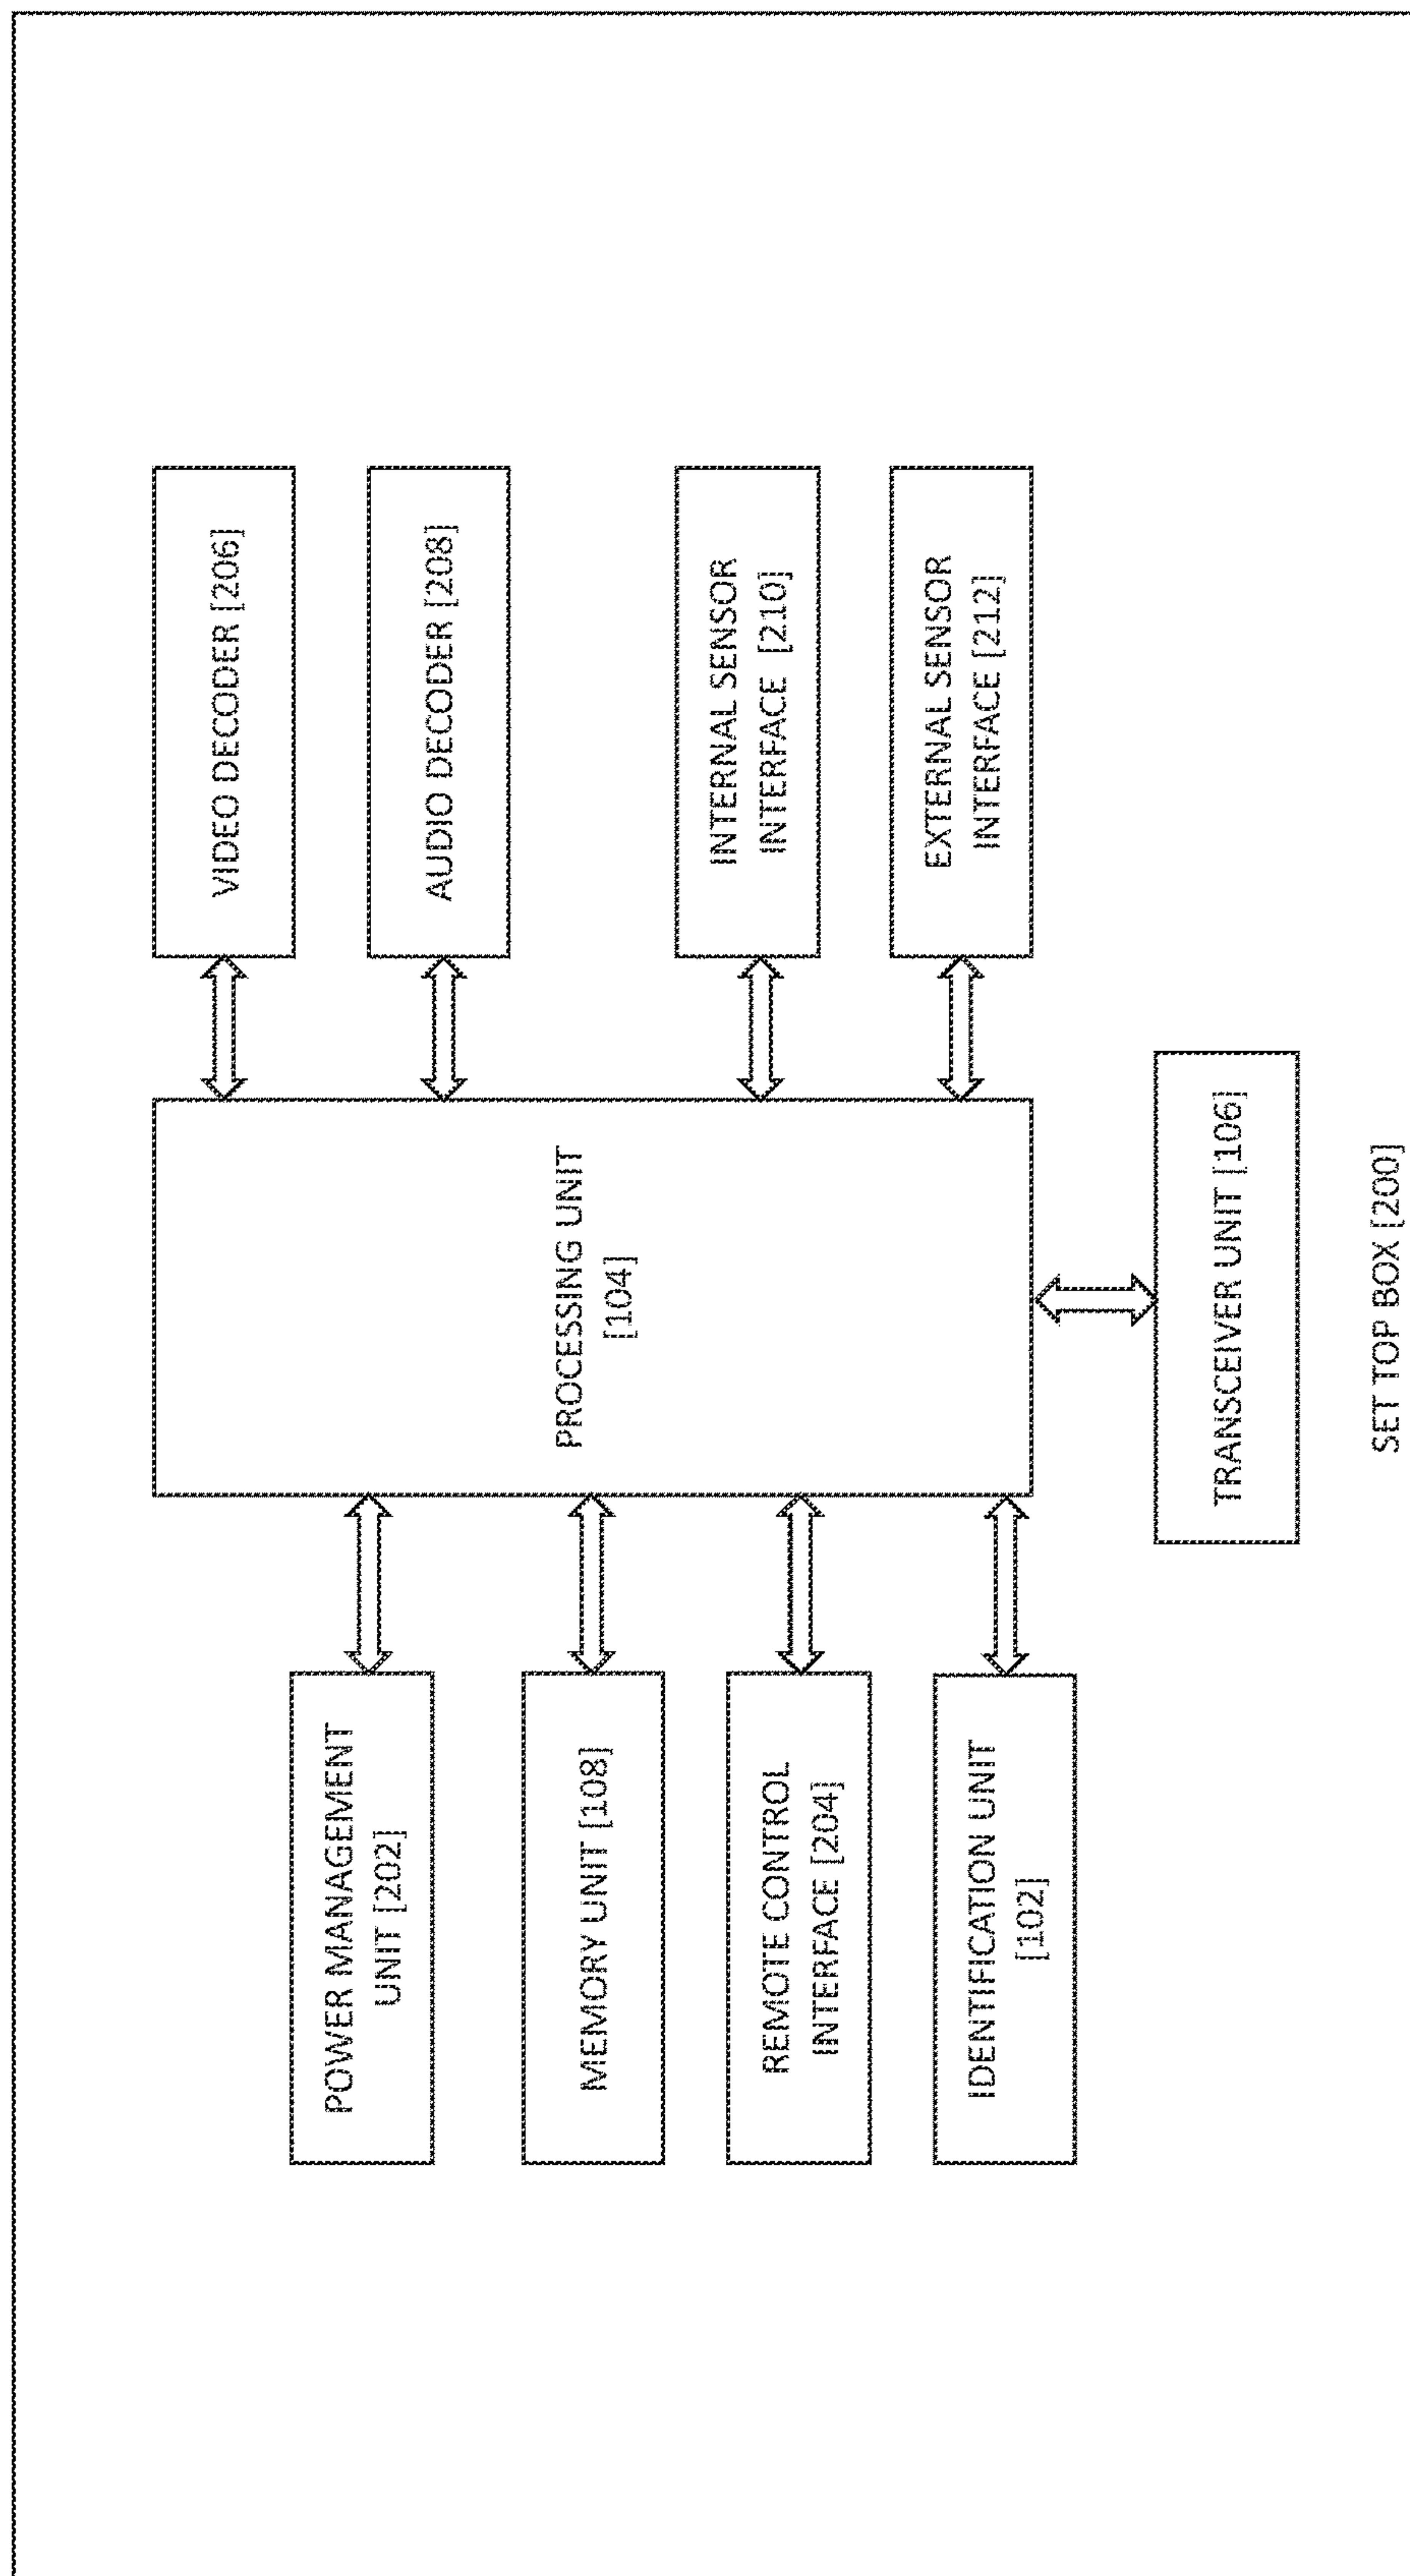 POWER MANAGEMENT
UNIT [202]
MEMORY UNIT [108]
REMOTE CONTROL
INTERFACE [204]
IDENTIFICATION UNIT
[102]
PROCESSING UNIT
[104]
VIDEO DECODER [206]
AUDIO DECODER [208]
INTERNAL SENSOR
INTERFACE [210]
EXTERNAL SENSOR
INTERFACE [212]
TRANSCEIVER UNIT [106]
SET TOP BOX [200]